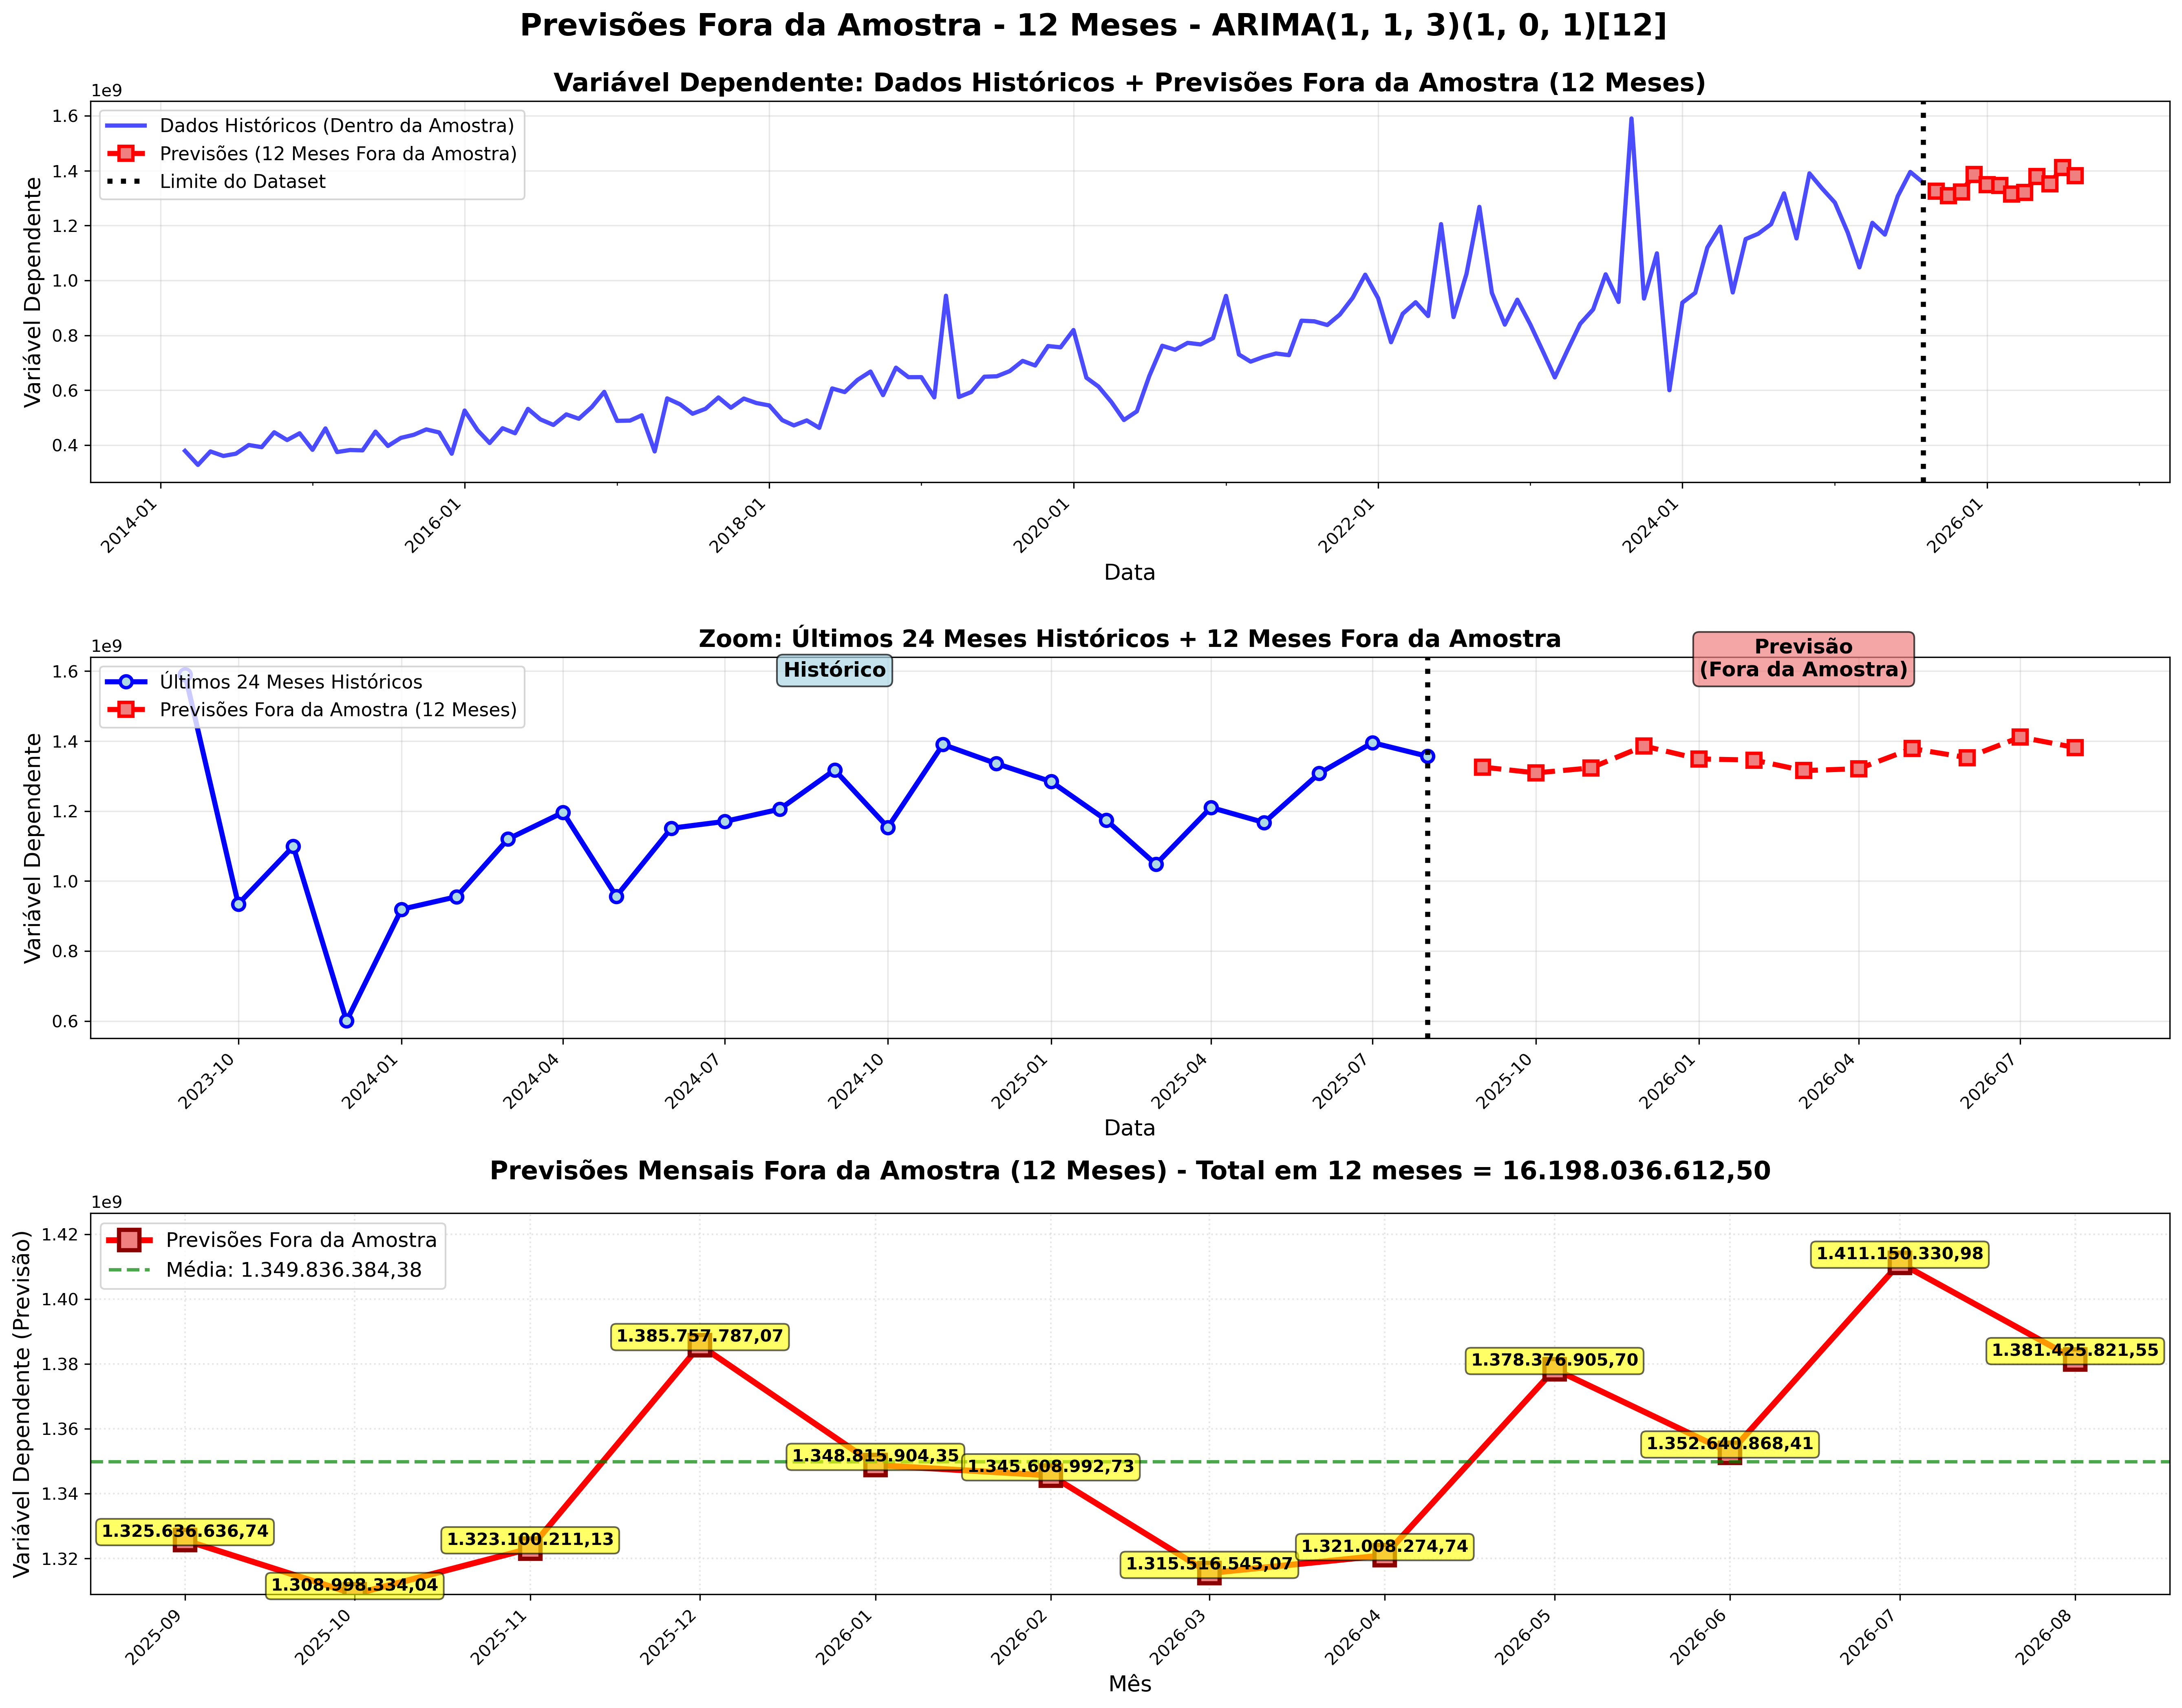 Previsões Fora da Amostra - 12 Meses - ARIMA(1, 1, 3)(1, 0, 1)[12]
Variável Dependente: Dados Históricos + Previsões Fora da Amostra (12 Meses)
1e9
Dados Históricos (Dentro da Amostra)
Previsões (12 Meses Fora da Amostra)
Limite do Dataset
Variável Dependente
1.6
1.4
1.2
1.0
0.8
0.6
0.4
2014-01
2016-01
2018-01
2020-01
2022-01
2024-01
2026-01
Data
Zoom: Últimos 24 Meses Históricos + 12 Meses Fora da Amostra
1e9
Últimos 24 Meses Históricos
Previsões Fora da Amostra (12 Meses)
Histórico
Previsão
(Fora da Amostra)
Variável Dependente
1.6
1.4
1.2
1.0
0.8
0.6
2023-10
2024-01
2024-04
2024-07
2024-10
2025-01
2025-04
2025-07
2025-10
2026-01
2026-04
2026-07
Data
Previsões Mensais Fora da Amostra (12 Meses) - Total em 12 meses = 16.198.036.612,50
1e9
Previsões Fora da Amostra
Média: 1.349.836.384,38
Variável Dependente (Previsão)
1.42
1.40
1.38
1.36
1.34
1.32
1.325.636.636,74
1.308.998.334,04
1.323.100.211,13
1.385.757.787,07
1.348.815.904,35
1.345.608.992,73
1.315.516.545,07
1.321.008.274,74
1.378.376.905,70
1.352.640.868,41
1.411.150.330,98
1.381.425.821,55
2025-09
2025-10
2025-11
2025-12
2026-01
2026-02
2026-03
2026-04
2026-05
2026-06
2026-07
2026-08
Mês